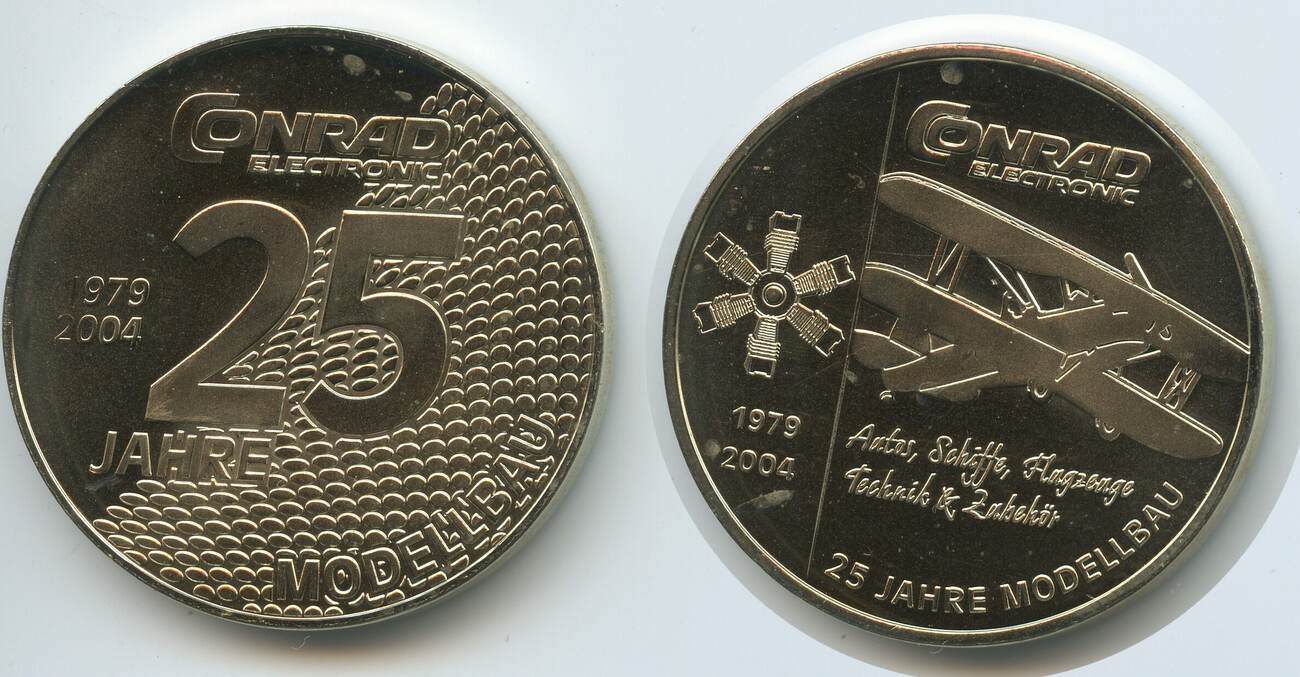 CONRAD
ELECTRONIC
25
1979
2004
JAHRE
MODELLBAU
CONRAD
ELECTRONIC
1979
2004
Autos, Schiffe, Flugzeuge
Technik & Zubehör
25 JAHRE MODELLBAU